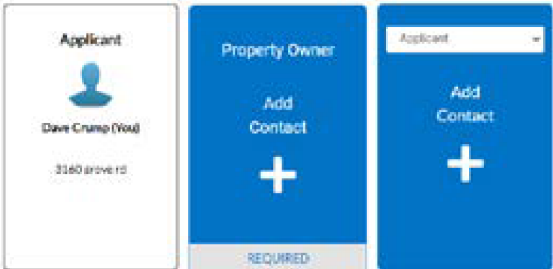 Applicant
Dave Crump (You)
3160 prove rd
Property Owner
Add
Contact
REQUIRED
Applicant
Add
Contact